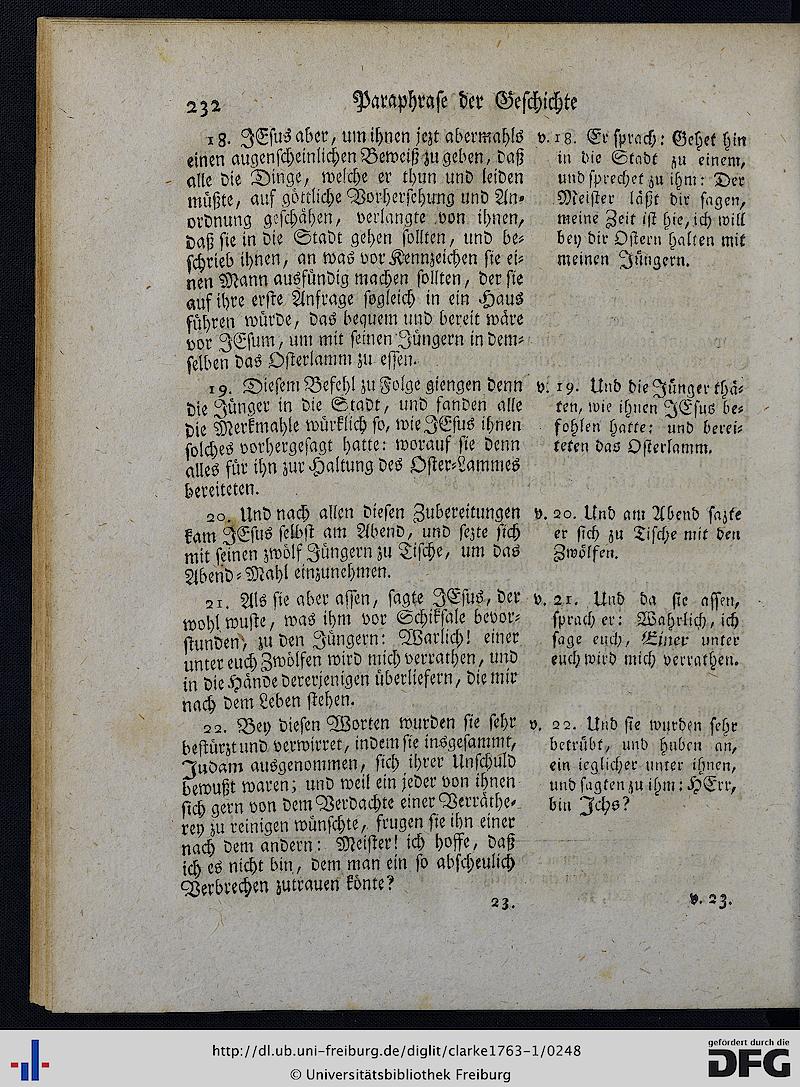 232 Paraphrase der Geschichte
18. JEsus aber, um ihnen jezt abermahls
einen augenscheinlichen Beweiß zu geben, daß
alle die Dinge, welche er thun und leiden
müßte, auf göttliche Vorhersehung und An-
ordnung geschähen, verlangte von ihnen,
daß sie in die Stadt gehen sollten, und be-
schrieb ihnen, an was vor Kennzeichen sie ei-
nen Mann ausfündig machen sollten, der sie
auf ihre erste Anfrage sogleich in ein Haus
führen würde, das bequem und bereit wäre
vor JEsum, um mit seinen Jüngern in dem-
selben das Osterlamm zu essen.
19. Diesem Befehl zu Folge giengen denn
die Jünger in die Stadt, und fanden alle
die Merkmahle würklich so, wie JEsus ihnen
solches vorhergesagt hatte: worauf sie denn
alles für ihn zur Haltung des Oster-Lammes
bereiteten.
20. Und nach allen diesen Zubereitungen
kam JEsus selbst am Abend, und sezte sich
mit seinen zwölf Jüngern zu Tische, um das
Abend-Mahl einzunehmen.
21. Als sie aber assen, sagte JEsus, der
wohl wuste, was ihm vor Schiksale bevor-
stunden, zu den Jüngern: Warlich! einer
unter euch Zwölfen wird mich verrathen, und
in die Hände dererjenigen überliefern, die mir
nach dem Leben stehen.
22. Bey diesen Worten wurden sie sehr
bestürzt und verwirret, indem sie insgesammt,
Judam ausgenommen, sich ihrer Unschuld
bewußt waren; und weil ein jeder von ihnen
sich gern von dem Verdachte einer Verräthe-
rey zu reinigen wünschte, frugen sie ihn einer
nach dem andern: Meister! ich hoffe, daß
ich es nicht bin, dem man ein so abscheulich
Verbrechen zutrauen könte?
23.
v. 18. Er sprach: Gehet hin
in die Stadt zu einem,
und sprechet zu ihm: Der
Meister läßt dir sagen,
meine Zeit ist hie, ich will
bey dir Ostern halten mit
meinen Jüngern.
v. 19. Und die Jünger thä-
ten, wie ihnen JEsus be-
fohlen hatte: und berei-
teten das Osterlamm.
v. 20. Und am Abend sazte
er sich zu Tische mit den
Zwölfen.
v. 21. Und da sie assen,
sprach er: Wahrlich, ich
sage euch, Einer unter
euch wird mich verrathen.
v. 22. Und sie wurden sehr
betrübt, und huben an,
ein ieglicher unter ihnen,
und sagten zu ihm: HErr,
bin Ichs?
v. 23.
http://dl.ub.uni-freiburg.de/diglit/clarke1763-1/0248
© Universitätsbibliothek Freiburg
gefördert durch die
DFG